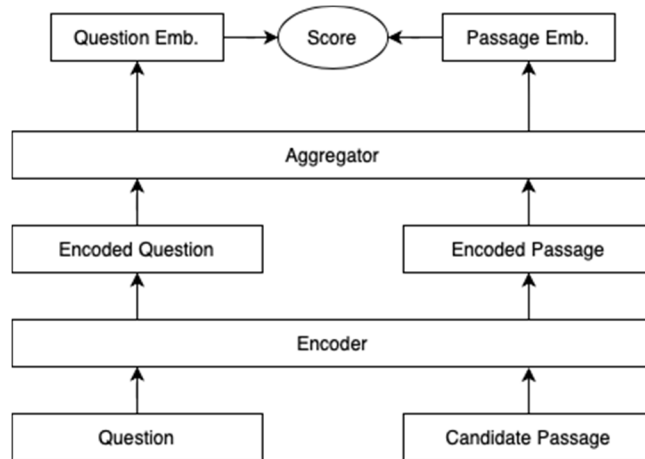 Question Emb.
Score
Passage Emb.
Aggregator
Encoded Question
Encoded Passage
Encoder
Question
Candidate Passage